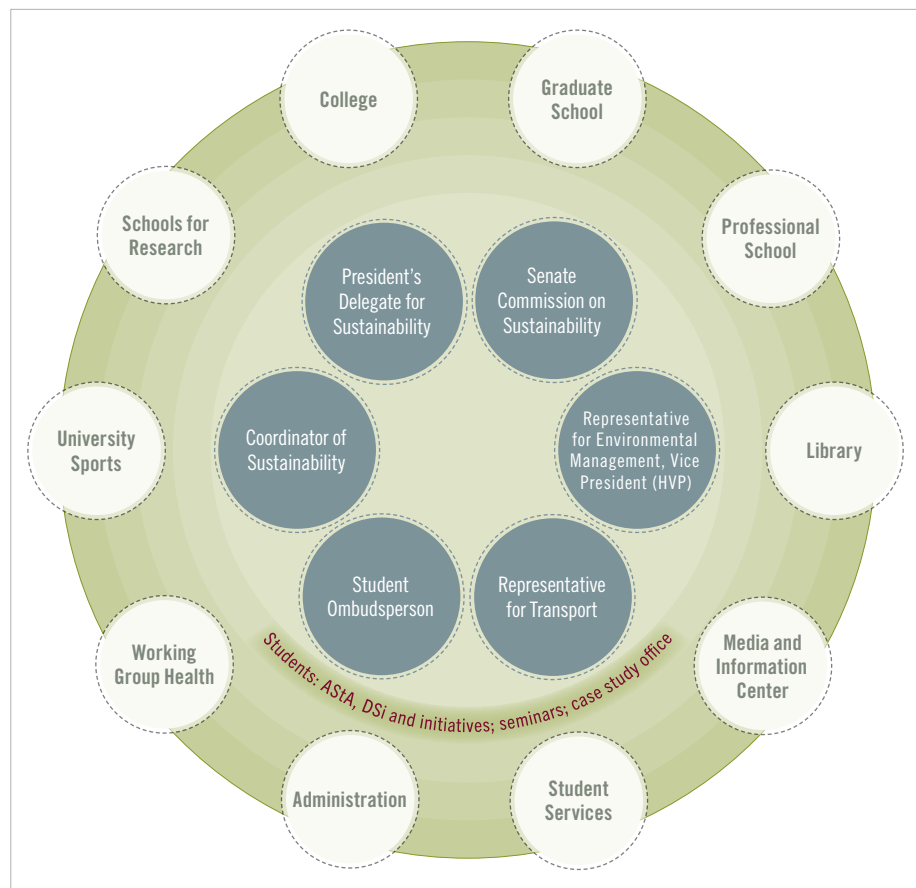 College
Graduate
School
Schools for
Research
Professional
School
President's
Delegate for
Sustainability
Senate
Commission on
Sustainability
University
Sports
Coordinator of
Sustainability
Representative
for Environmental
Management, Vice
President (HVP)
Library
Student
Ombudsperson
Representative
for Transport
Working
Group Health
Students: AStA, DSi and initiatives; seminars; case study office
Media and
Information
Center
Administration
Student
Services